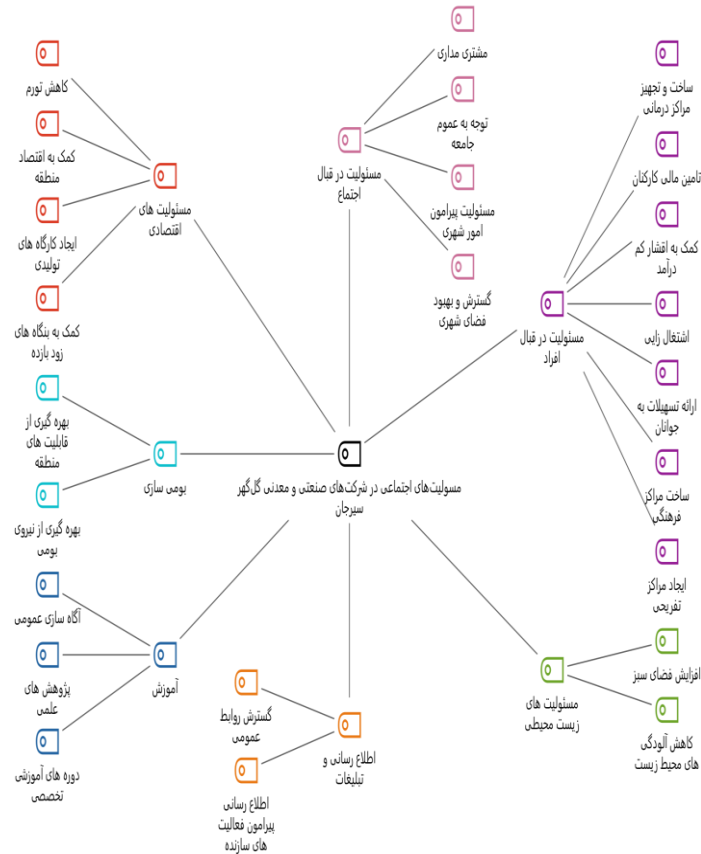 مشتری مداری
توجه به عموم
جامعه
مسئولیت در قبال
اجتماع
مسئولیت پیرامون
امور شهری
گسترش و بهبود
فضای شهری
ساخت و تجهیز
مراکز درمانی
تامین مالی کارکنان
کمک به اقشار کم
درآمد
اشتغال زایی
مسئولیت در قبال
افراد
ارائه تسهیلات به
جوانان
ساخت مراکز
فرهنگی
ایجاد مراکز
تفریحی
کاهش تورم
کمک به اقتصاد
منطقه
مسئولیت های
اقتصادی
ایجاد کارگاه های
تولیدی
کمک به بنگاه های
زود بازده
بهره گیری از
قابلیت های
منطقه
بومی سازی
بهره گیری از نیروی
بومی
مسولیت‌های اجتماعی در شرکت‌های صنعتی و معدنی گل‌گهر
سیرجان
آگاه سازی عمومی
پژوهش های
علمی
آموزش
دوره های آموزشی
تخصصی
گسترش روابط
عمومی
اطلاع رسانی و
تبلیغات
اطلاع رسانی
پیرامون فعالیت
های سازنده
افزایش فضای سبز
مسئولیت های
زیست محیطی
کاهش آلودگی
های محیط زیست